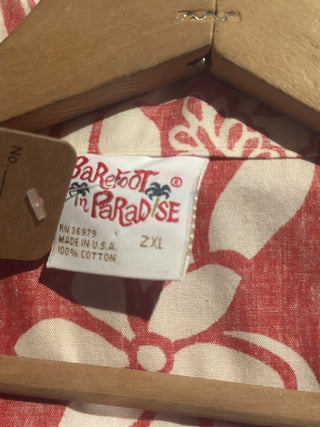 No.
BAREFOOT ®
in PARADISE
RN 36979
MADE IN U.S.A. 2XL
100% COTTON